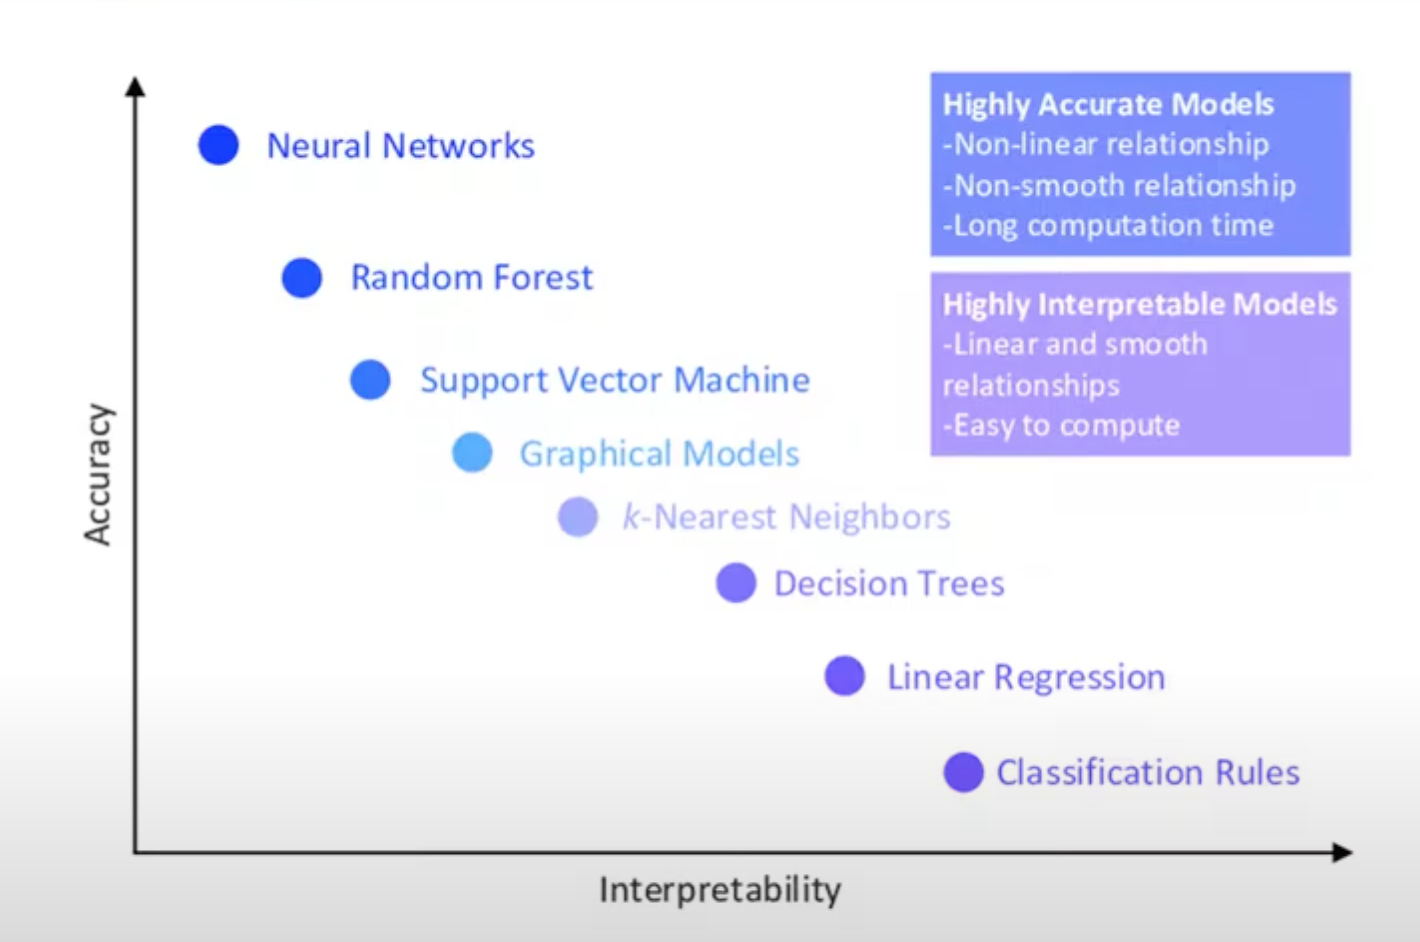 Highly Accurate Models
-Non-linear relationship
-Non-smooth relationship
-Long computation time
Highly Interpretable Models
-Linear and smooth
relationships
-Easy to compute
Neural Networks
Random Forest
Support Vector Machine
Graphical Models
k-Nearest Neighbors
Decision Trees
Linear Regression
Classification Rules
Accuracy
Interpretability